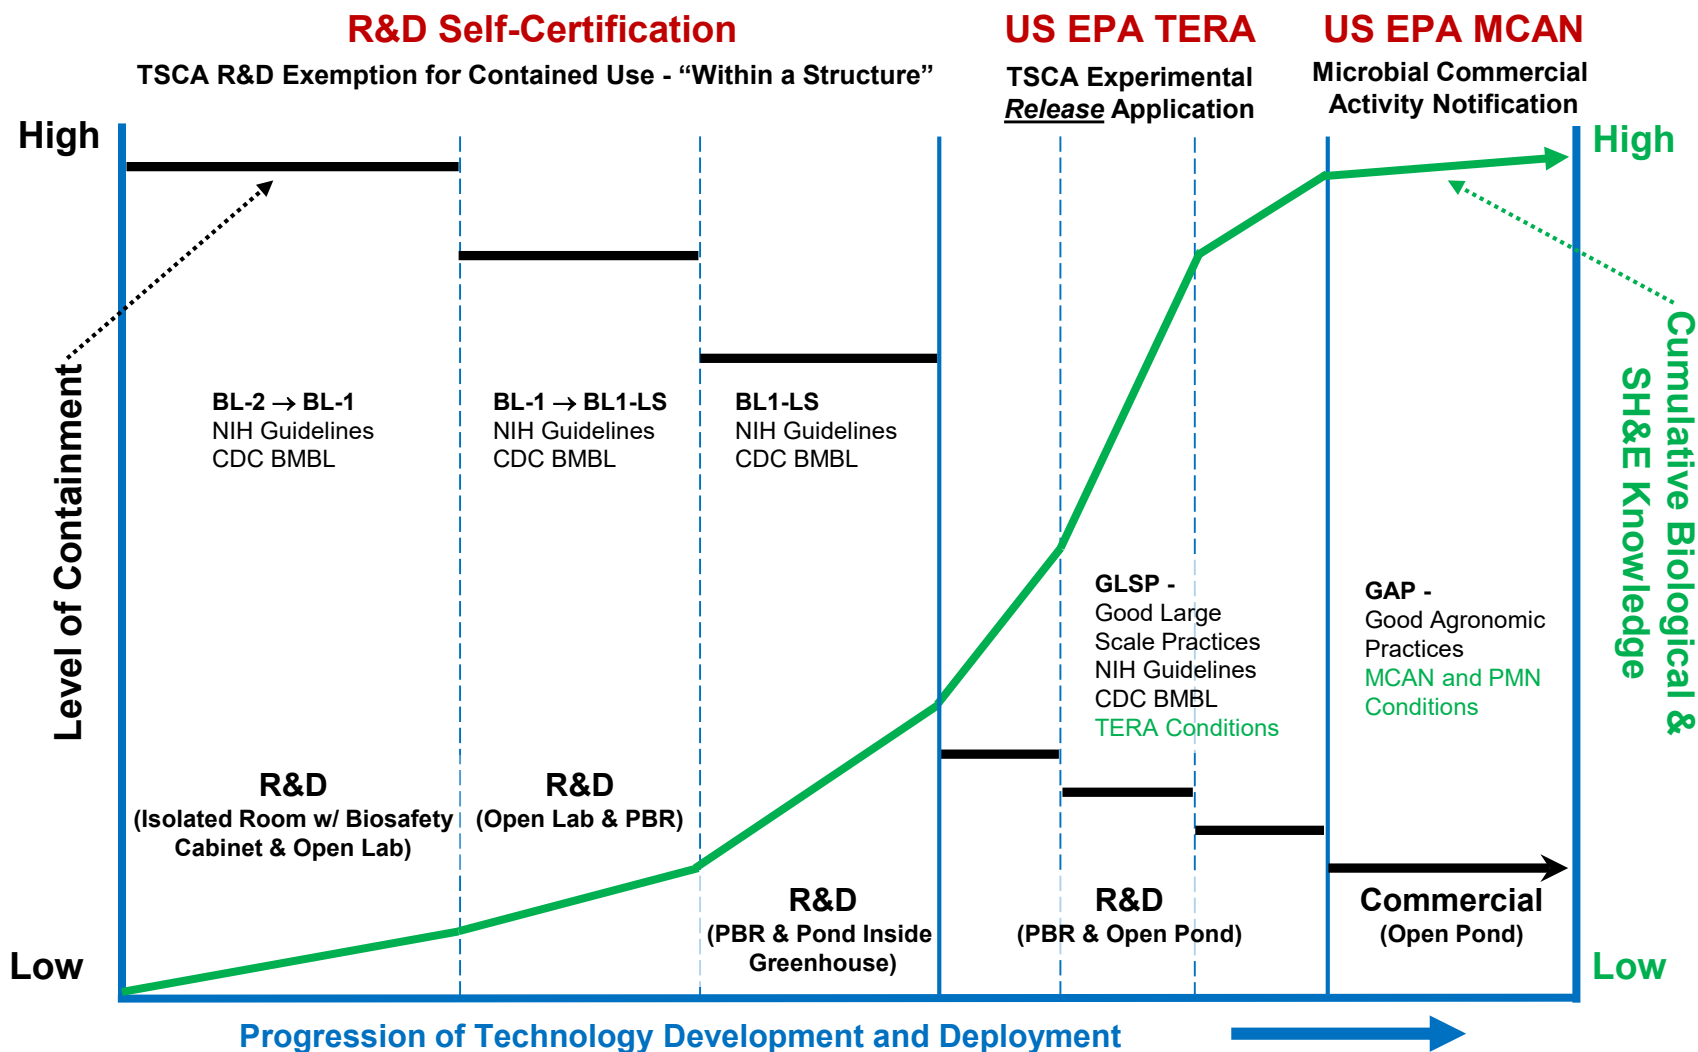 R&D Self-Certification
TSCA R&D Exemption for Contained Use - “Within a Structure”
US EPA TERA
TSCA Experimental
Release Application
US EPA MCAN
Microbial Commercial
Activity Notification
High
High
Level of Containment
Cumulative Biological &
SH&E Knowledge
BL-2 → BL-1
NIH Guidelines
CDC BMBL
BL-1 → BL1-LS
NIH Guidelines
CDC BMBL
BL1-LS
NIH Guidelines
CDC BMBL
GLSP -
Good Large
Scale Practices
NIH Guidelines
CDC BMBL
TERA Conditions
GAP -
Good Agronomic
Practices
MCAN and PMN
Conditions
R&D
(Isolated Room w/ Biosafety
Cabinet & Open Lab)
R&D
(Open Lab & PBR)
R&D
(PBR & Pond Inside
Greenhouse)
R&D
(PBR & Open Pond)
Commercial
(Open Pond)
Low
Low
Progression of Technology Development and Deployment